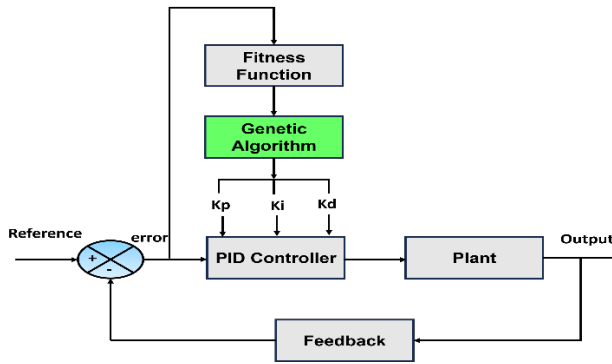 Fitness
Function
Genetic
Algorithm
Kp
Ki
Kd
Reference
error
+
-
PID Controller
Plant
Output
Feedback